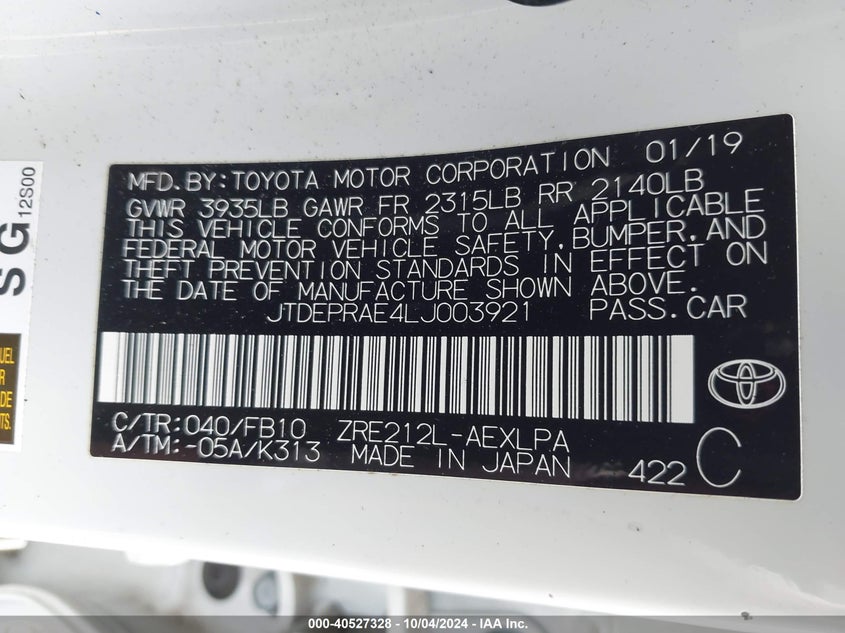 MFD. BY: TOYOTA MOTOR CORPORATION 01/19
GVWR 3935LB GAWR FR 2315LB RR 2140LB
THIS VEHICLE CONFORMS TO ALL APPLICABLE
FEDERAL MOTOR VEHICLE SAFETY, BUMPER, AND
THEFT PREVENTION STANDARDS IN EFFECT ON
THE DATE OF MANUFACTURE SHOWN ABOVE.
JTDEPRAE4LJ003921 PASS. CAR
C/TR: 040/FB10 ZRE212L-AEXLPA
A/TM: -05A/K313 MADE IN JAPAN 422 C
SG
12S00
000-40527328 - 10/04/2024 - IAA Inc.